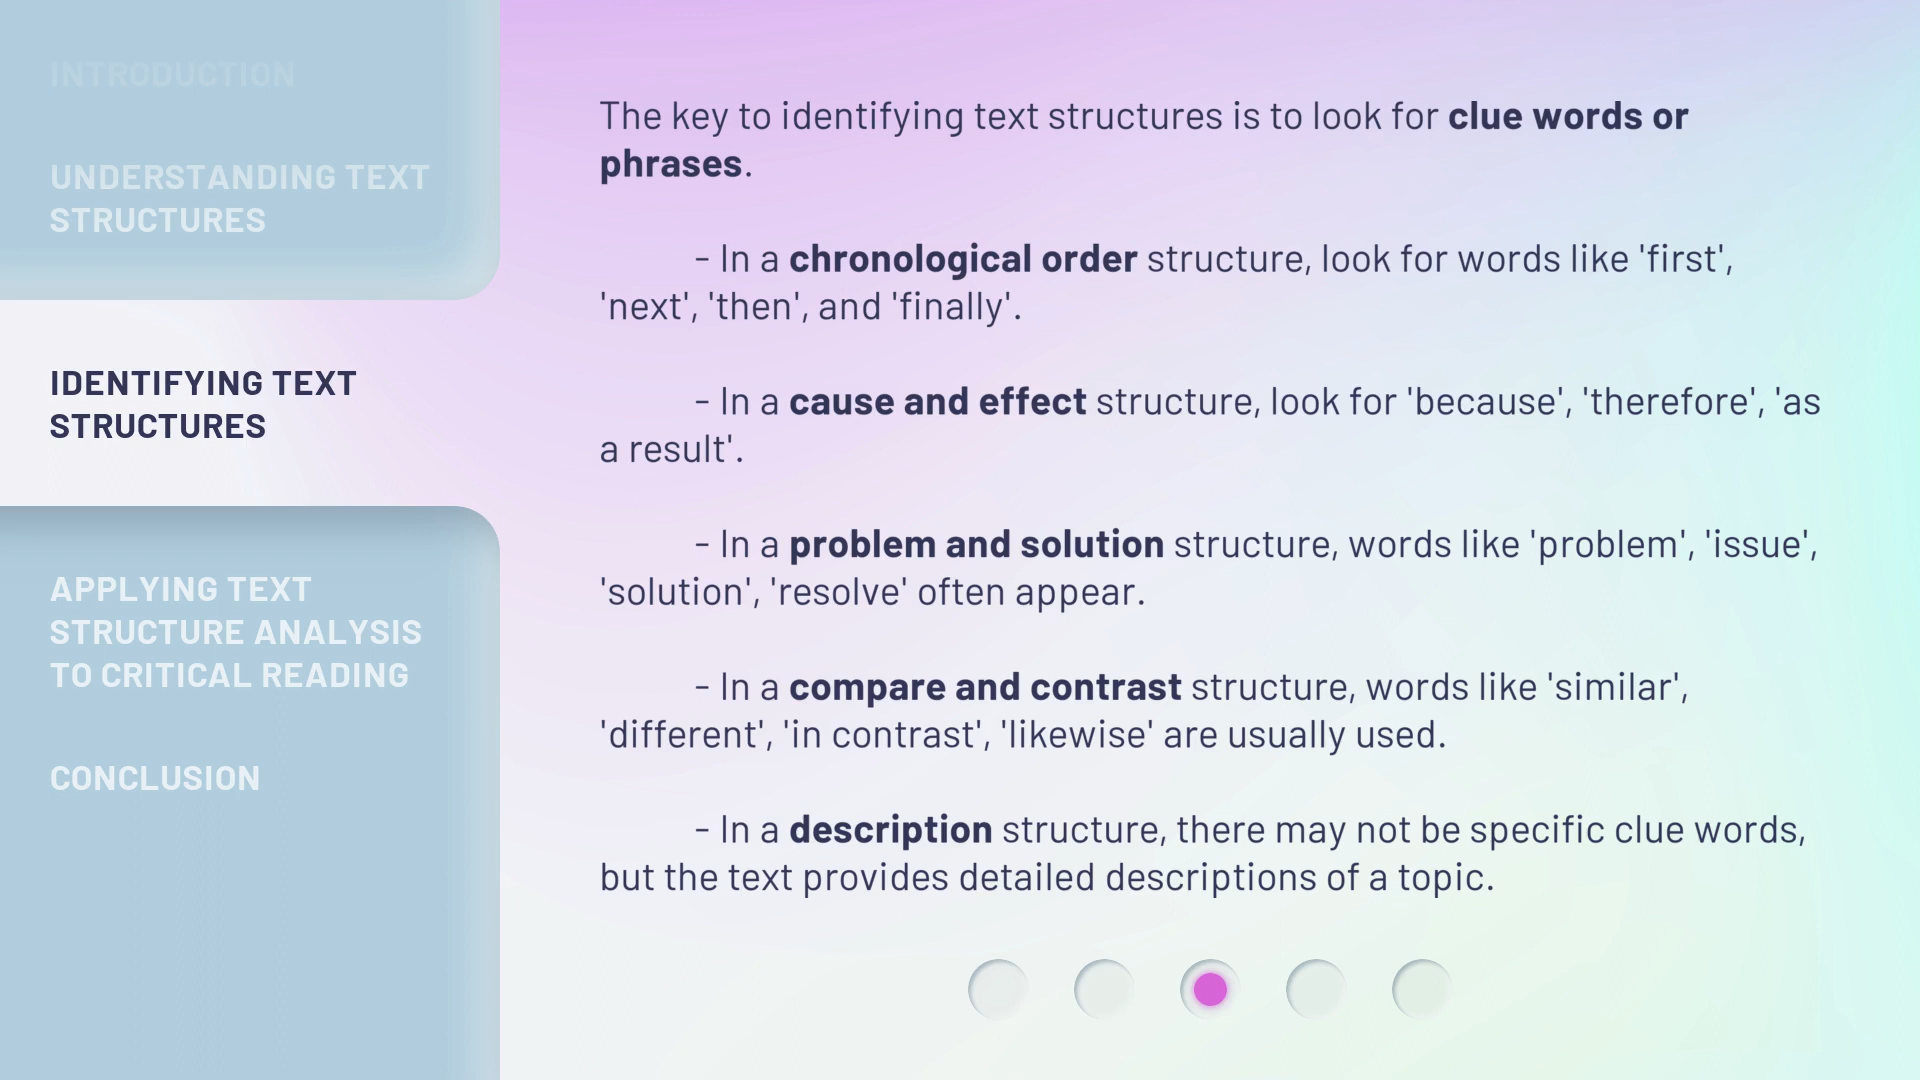 INTRODUCTION
UNDERSTANDING TEXT
STRUCTURES
IDENTIFYING TEXT
STRUCTURES
APPLYING TEXT
STRUCTURE ANALYSIS
TO CRITICAL READING
CONCLUSION
The key to identifying text structures is to look for clue words or
phrases.
- In a chronological order structure, look for words like 'first',
'next', 'then', and 'finally'.
- In a cause and effect structure, look for 'because', 'therefore', 'as
a result'.
- In a problem and solution structure, words like 'problem', 'issue',
'solution', 'resolve' often appear.
- In a compare and contrast structure, words like 'similar',
'different', 'in contrast', 'likewise' are usually used.
- In a description structure, there may not be specific clue words,
but the text provides detailed descriptions of a topic.